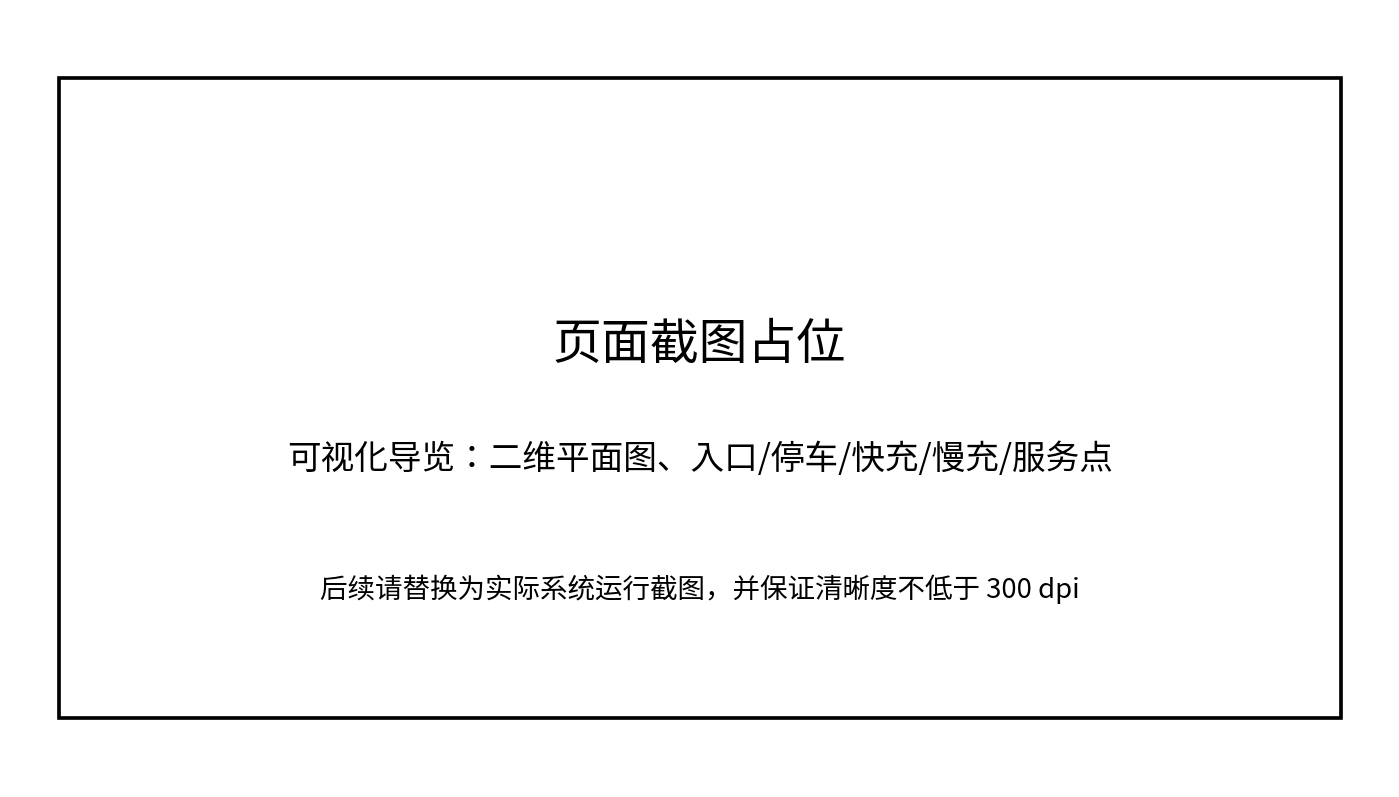 页面截图占位
可视化导览：二维平面图、入口/停车/快充/慢充/服务点
后续请替换为实际系统运行截图，并保证清晰度不低于 300 dpi